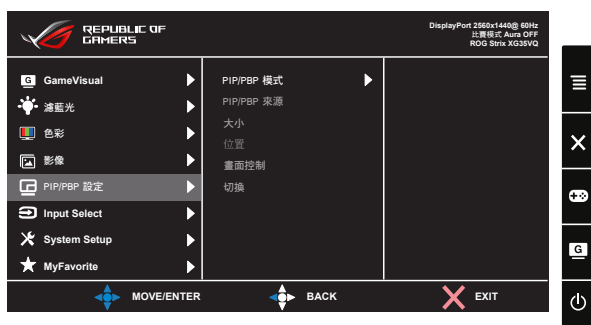 REPUBLIC OF
GAMERS
DisplayPort 2560x1440@ 60Hz
比賽模式 Aura OFF
ROG Strix XG35VQ
G GameVisual
濾藍光
色彩
影像
PIP/PBP 設定
Input Select
System Setup
MyFavorite
PIP/PBP 模式
PIP/PBP 來源
大小
位置
畫面控制
切換
MOVE/ENTER
BACK
EXIT
G